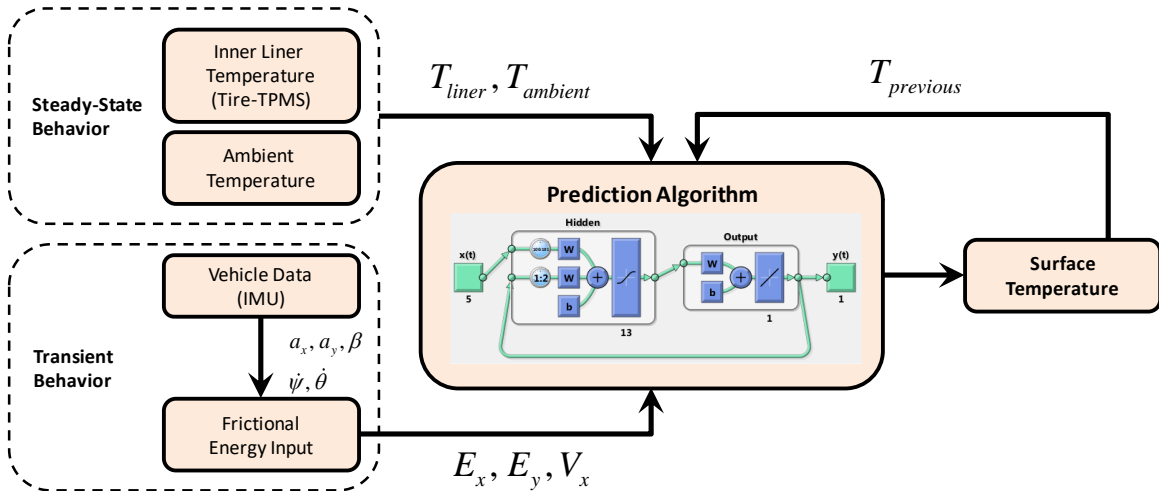 Inner Liner
Temperature
(Tire-TPMS)
Steady-State
Behavior
Ambient
Temperature
T_liner, T_ambient
T_previous
Prediction Algorithm
Hidden
Output
x(t)
5
W
1:2
W
b
+
13
W
b
+
1
y(t)
1
Surface
Temperature
Vehicle Data
(IMU)
a_x, a_y, β
ψ̇, θ̇
Transient
Behavior
Frictional
Energy Input
E_x, E_y, V_x